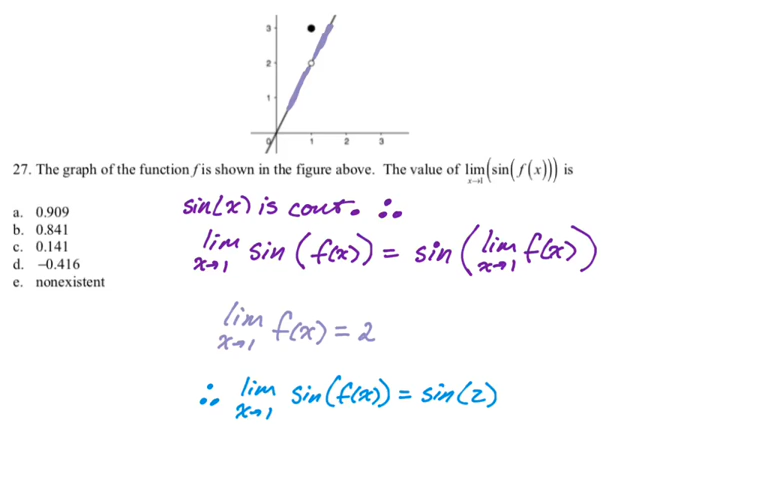 3
2
1
0 1 2 3
27. The graph of the function f is shown in the figure above. The value of lim x→1 (sin(f(x))) is
a. 0.909
b. 0.841
c. 0.141
d. −0.416
e. nonexistent
sin(x) is cont. ∴
lim x→1 sin (f(x)) = sin (lim x→1 f(x))
lim x→1 f(x) = 2
∴ lim x→1 sin(f(x)) = sin(2)